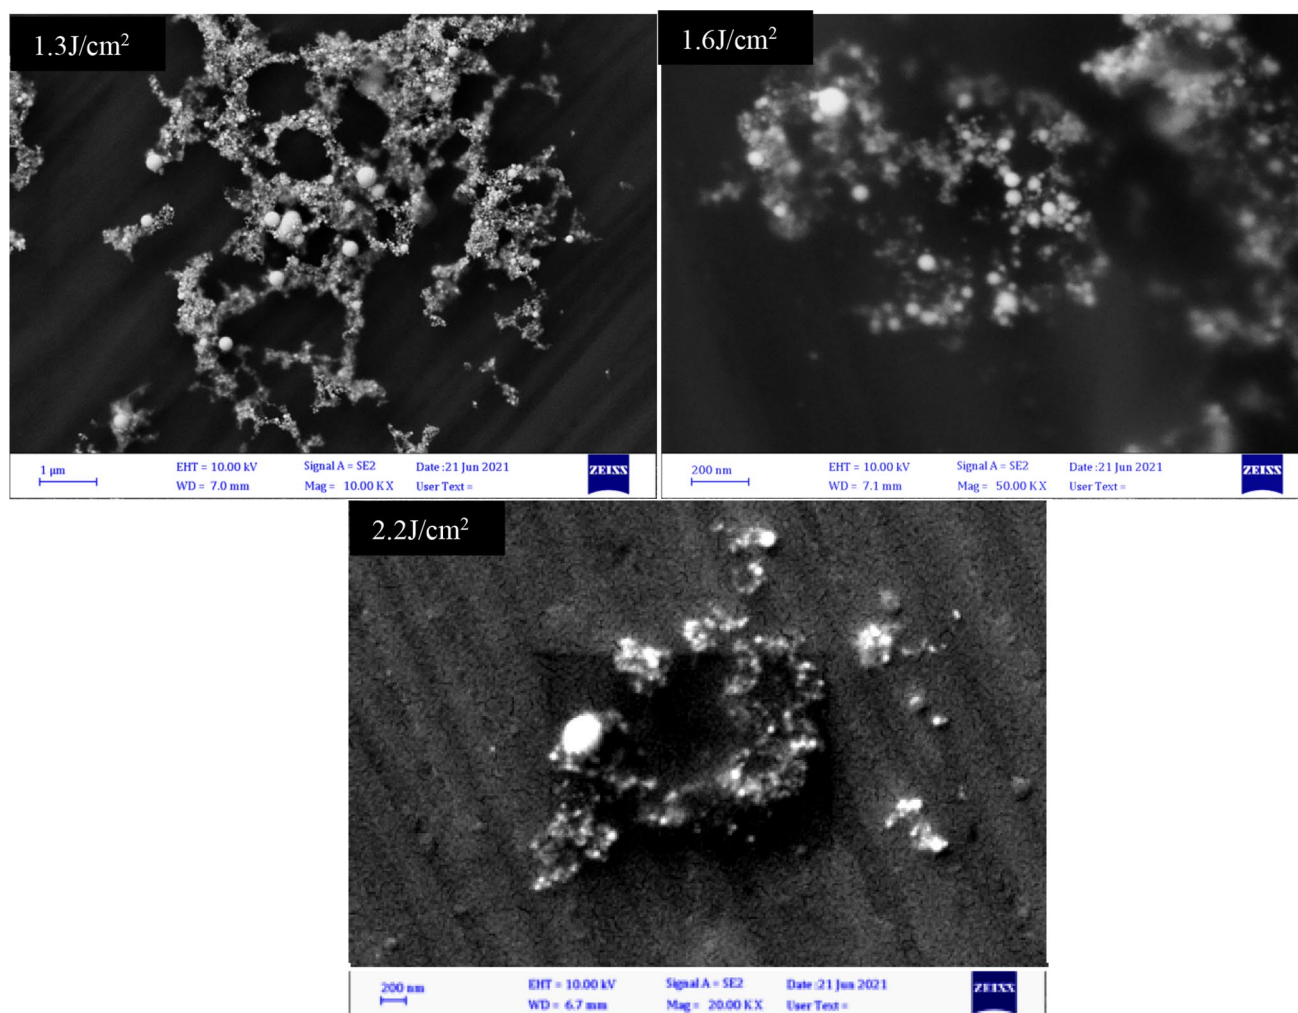 1.3J/cm²
1.6J/cm²
1 µm
EHT = 10.00 kV Signal A = SE2 Date :21 Jun 2021
WD = 7.0 mm Mag = 10.00 K X User Text =
ZEISS
200 nm
EHT = 10.00 kV Signal A = SE2 Date :21 Jun 2021
WD = 7.1 mm Mag = 50.00 K X User Text =
ZEISS
2.2J/cm²
200 nm
EHT = 10.00 kV Signal A = SE2 Date :21 Jun 2021
WD = 6.7 mm Mag = 20.00 K X User Text =
ZEISS